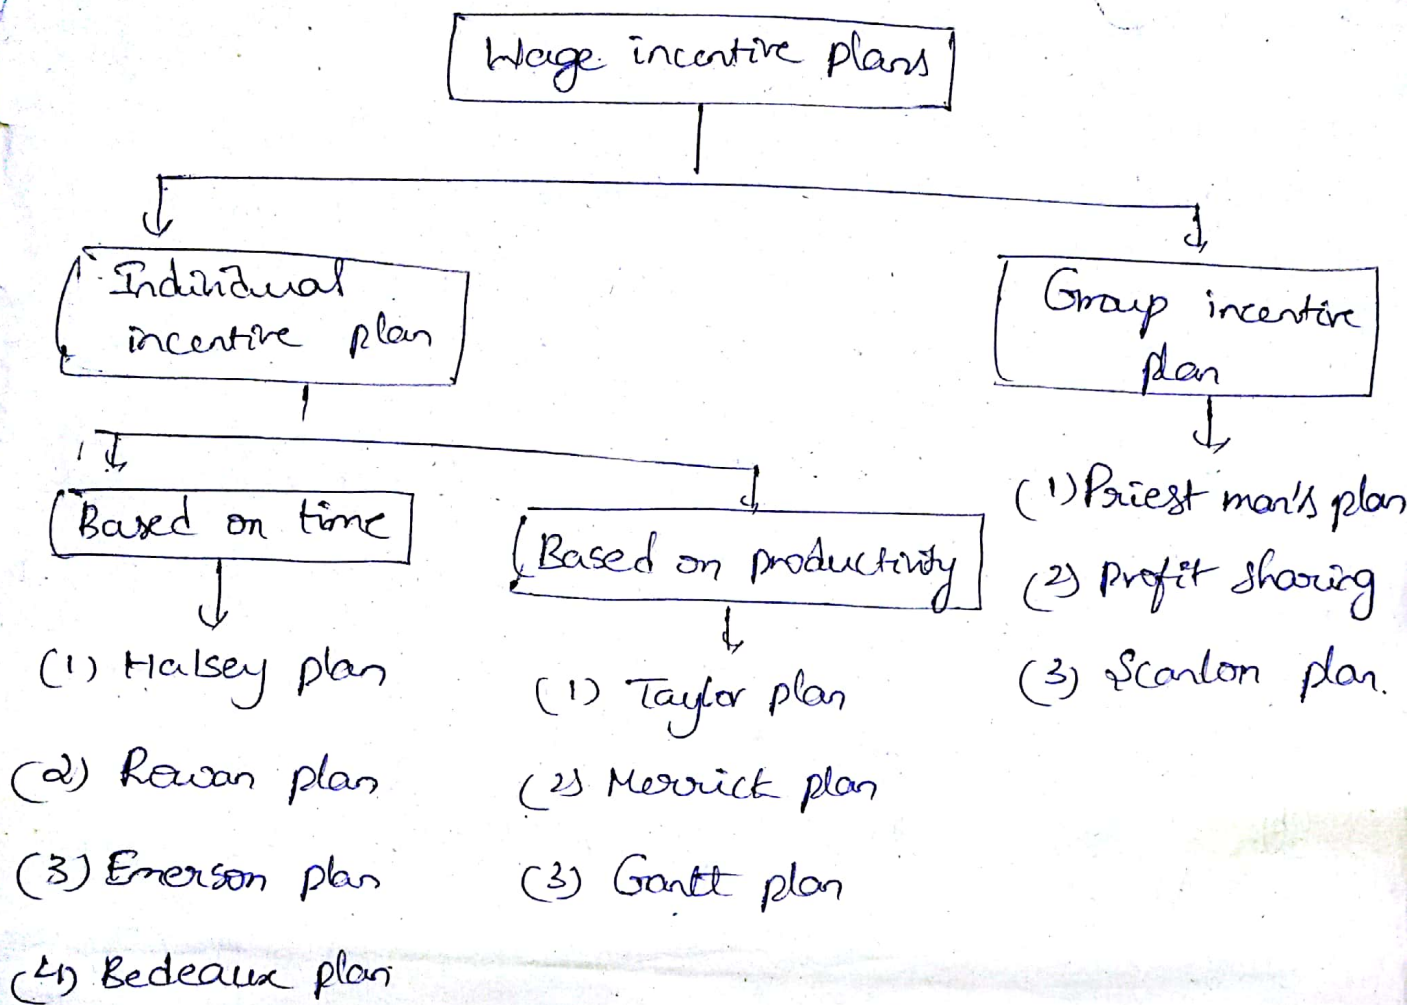 Wage incentive plans
Individual
incentive plan
Group incentive
plan
Based on time
Based on productivity
(1) Halsey plan
(2) Rowan plan
(3) Emerson plan
(4) Bedeaux plan
(1) Taylor plan
(2) Merrick plan
(3) Gantt plan
(1) Priest man's plan
(2) Profit sharing
(3) Scanlon plan.